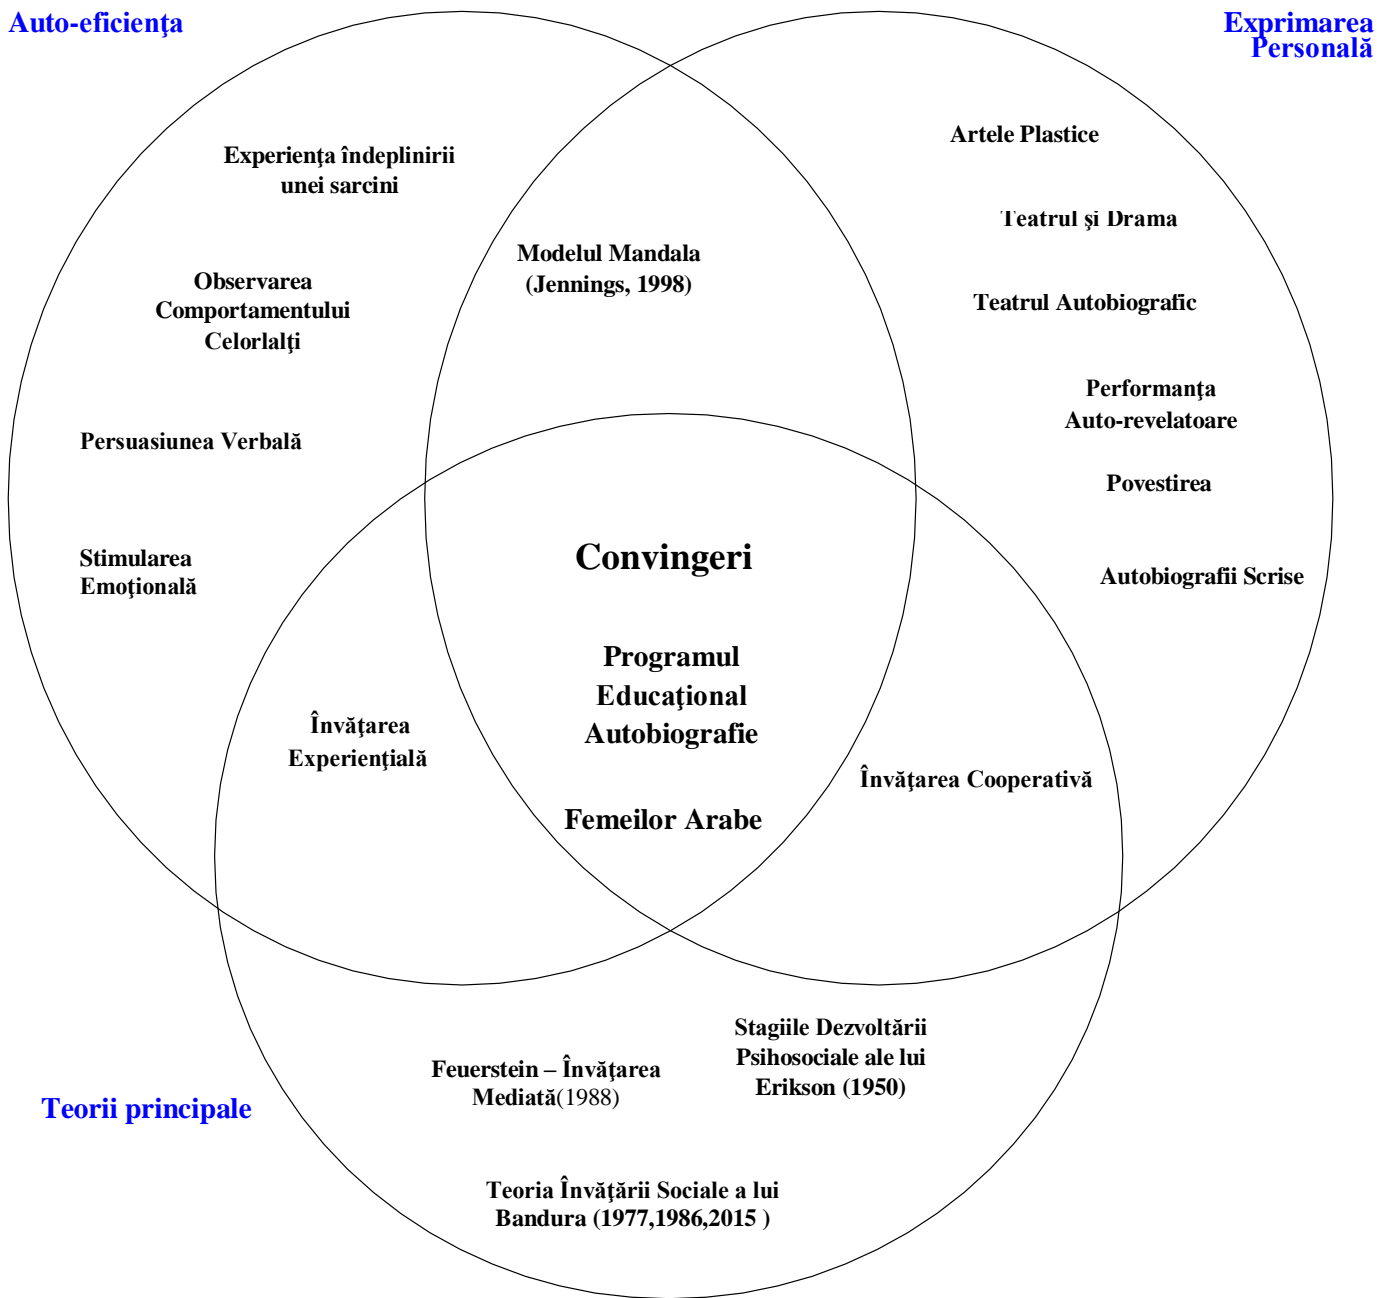 Auto-eficienţa
Exprimarea
Personală
Experienţa îndeplinirii
unei sarcini
Observarea
Comportamentului
Celorlalţi
Persuasiunea Verbală
Stimularea
Emoţională
Modelul Mandala
(Jennings, 1998)
Artele Plastice
Teatrul şi Drama
Teatrul Autobiografic
Performanţa
Auto-revelatoare
Povestirea
Autobiografii Scrise
Convingeri
Programul
Educaţional
Autobiografie
Femeilor Arabe
Învăţarea
Experienţială
Învăţarea Cooperativă
Teorii principale
Feuerstein – Învăţarea
Mediată(1988)
Stagiile Dezvoltării
Psihosociale ale lui
Erikson (1950)
Teoria Învăţării Sociale a lui
Bandura (1977,1986,2015 )